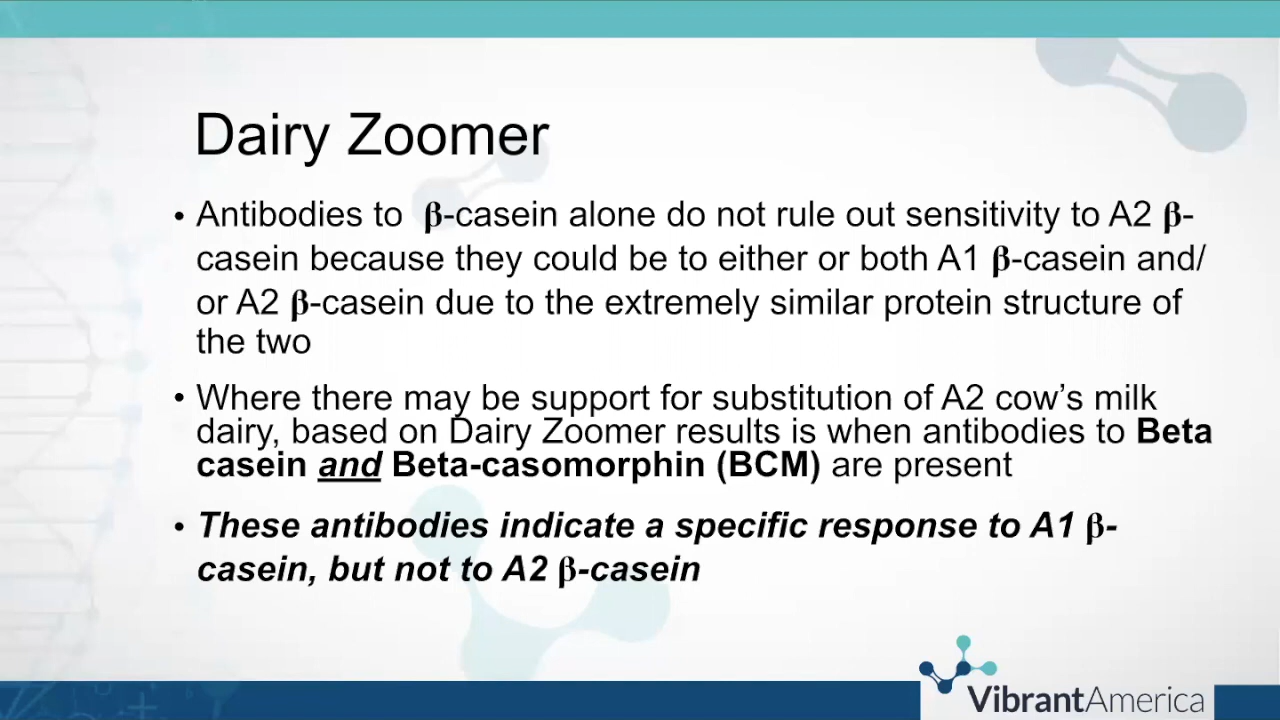 Dairy Zoomer
• Antibodies to β-casein alone do not rule out sensitivity to A2 β-
casein because they could be to either or both A1 β-casein and/
or A2 β-casein due to the extremely similar protein structure of
the two
• Where there may be support for substitution of A2 cow’s milk
dairy, based on Dairy Zoomer results is when antibodies to Beta
casein and Beta-casomorphin (BCM) are present
• These antibodies indicate a specific response to A1 β-
casein, but not to A2 β-casein
VibrantAmerica